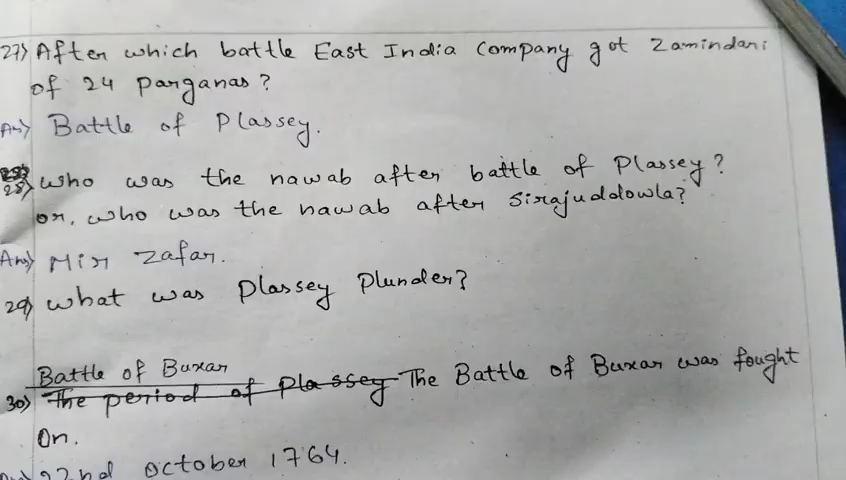 27) After which battle East India Company got Zamindari
of 24 Parganas?
Ans) Battle of Plassey.
28) Who was the nawab after battle of Plassey?
or, who was the nawab after Sirajuddowla?
Ans) Mir Zafar.
29) What was Plassey Plunder?
Battle of Buxar
30) The period of Plassey The Battle of Buxar was fought
On.
22nd October 1764.